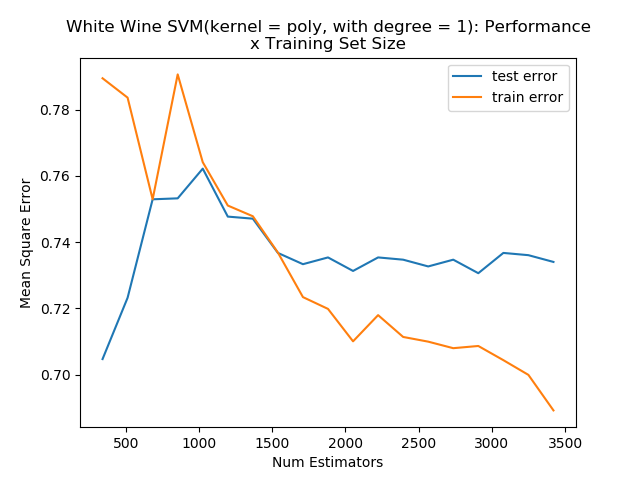 White Wine SVM(kernel = poly, with degree = 1): Performance
x Training Set Size
test error
train error
Mean Square Error
0.78
0.76
0.74
0.72
0.70
500 1000 1500 2000 2500 3000 3500
Num Estimators